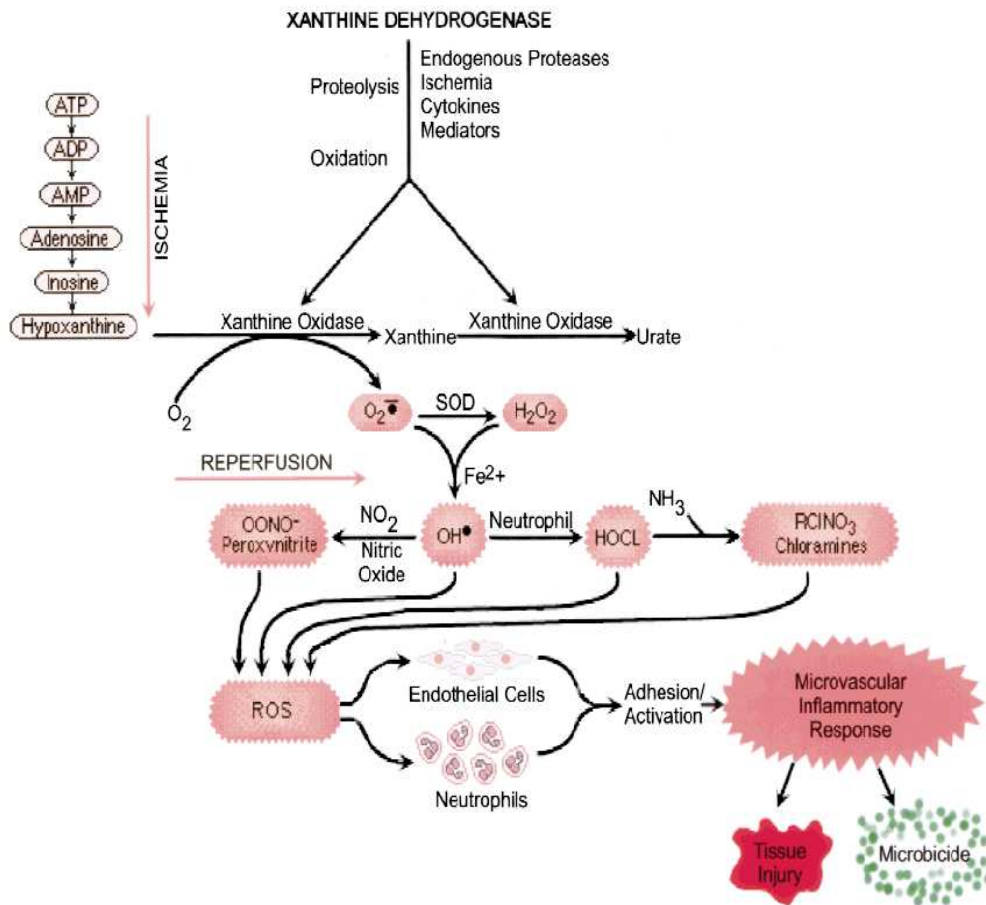 XANTHINE DEHYDROGENASE
Proteolysis
Oxidation
Endogenous Proteases
Ischemia
Cytokines
Mediators
ATP
ADP
AMP
Adenosine
Inosine
Hypoxanthine
ISCHEMIA
Xanthine Oxidase
Xanthine
Xanthine Oxidase
Urate
O2
O2•̅
SOD
H2O2
REPERFUSION
Fe2+
OONO-
Peroxynitrite
NO2
Nitric
Oxide
OH•
Neutrophil
HOCL
NH3
RClNO3
Chloramines
ROS
Endothelial Cells
Neutrophils
Adhesion/
Activation
Microvascular
Inflammatory
Response
Tissue
Injury
Microbicide